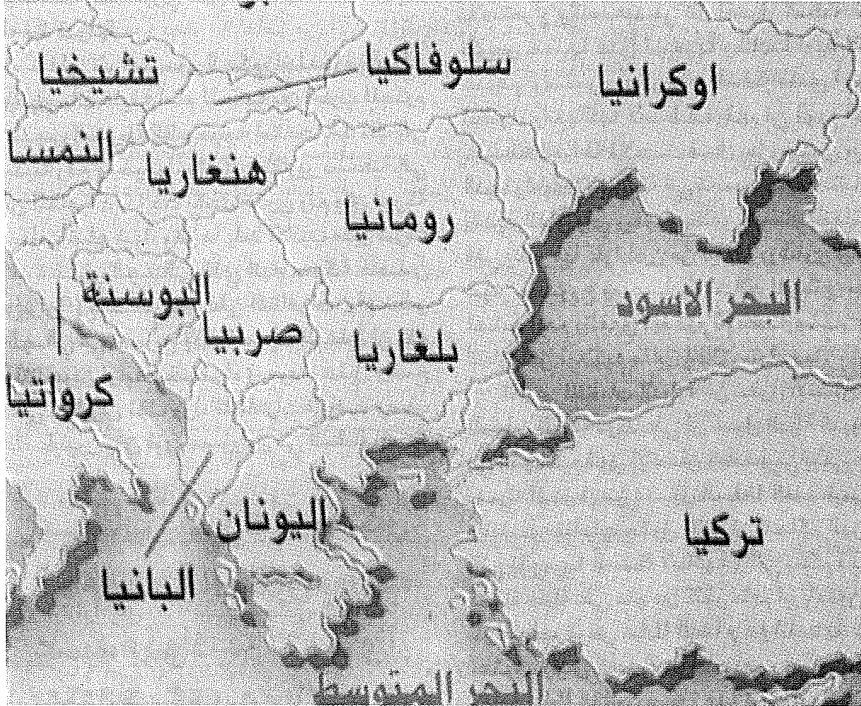 تشيخيا
سلوفاكيا
اوكرانيا
النمسا
هنغاريا
رومانيا
البوسنة
صربيا
بلغاريا
البحر الاسود
كرواتيا
اليونان
تركيا
البانيا
البحر المتوسط